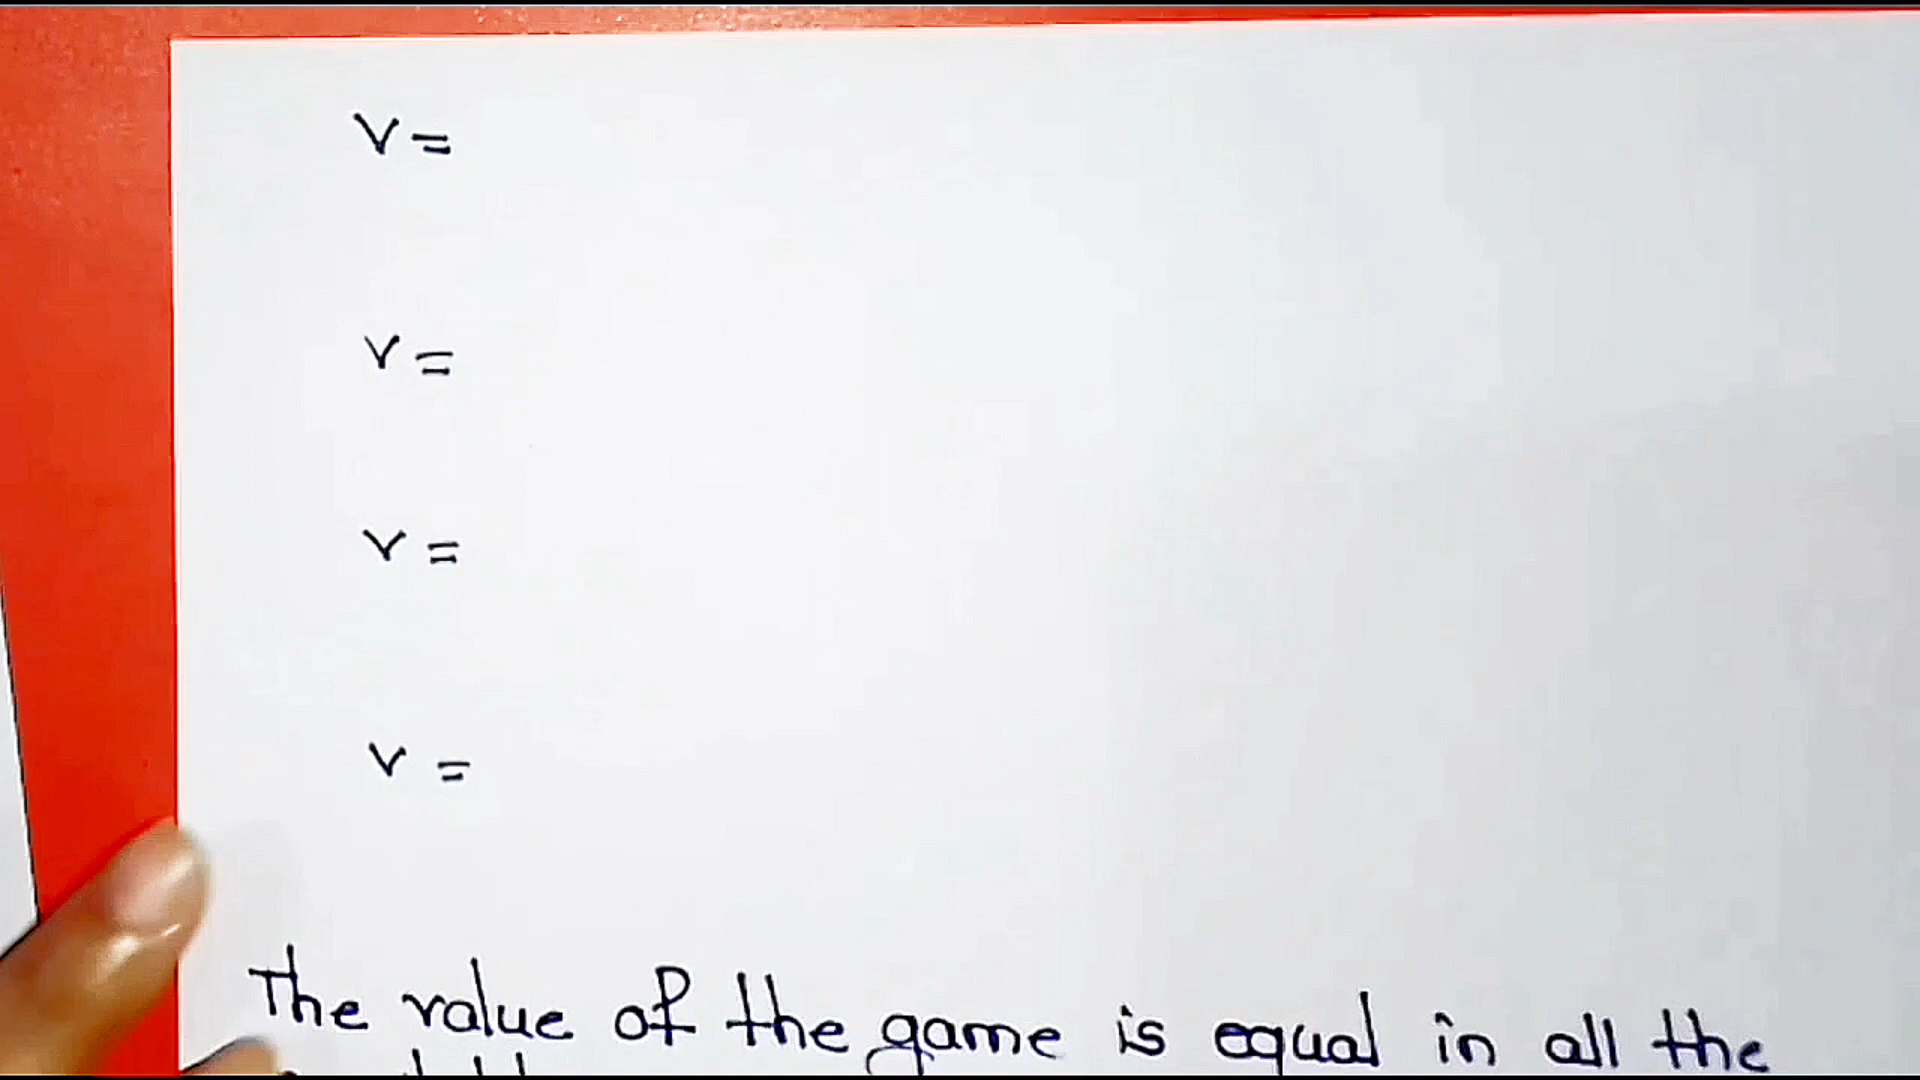 V =
V =
V =
V =
The value of the game is equal in all the